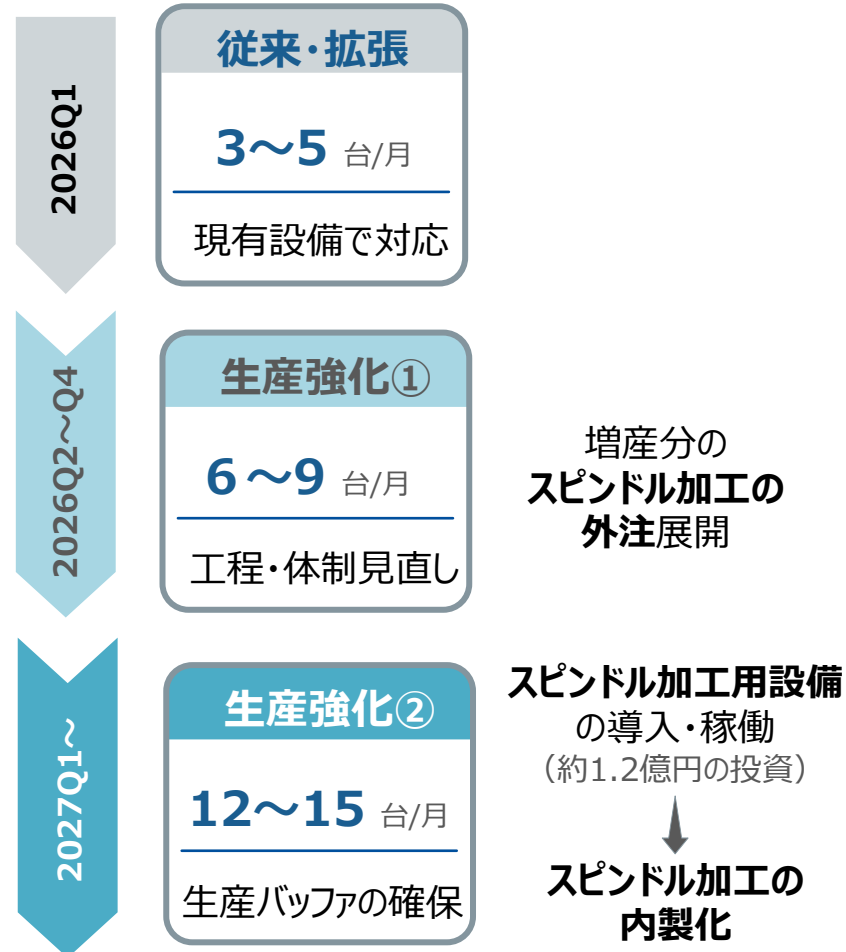 2026Q1
従来・拡張
3～5 台/月
現有設備で対応
2026Q2～Q4
生産強化①
6～9 台/月
工程・体制見直し
増産分の
スピンドル加工の
外注展開
2027Q1～
生産強化②
12～15 台/月
生産バッファの確保
スピンドル加工用設備
の導入・稼働
（約1.2億円の投資）
スピンドル加工の
内製化